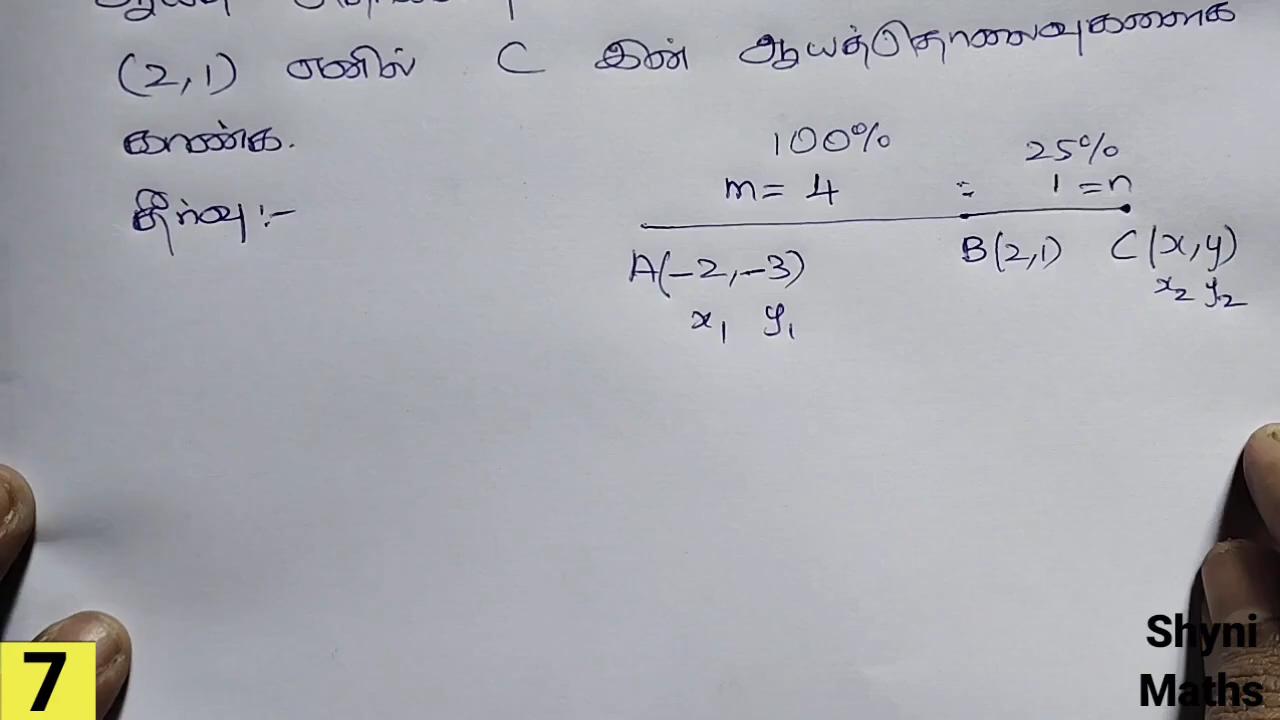 (2,1) எனில் C இன் ஆயத்தொலைவுகளைக்
காண்க.
தீர்வு :-
100% 25%
m = 4 : 1 = n
A(-2,-3) B(2,1) C(x,y)
x₁ y₁ x₂ y₂
Shyni
Maths
7